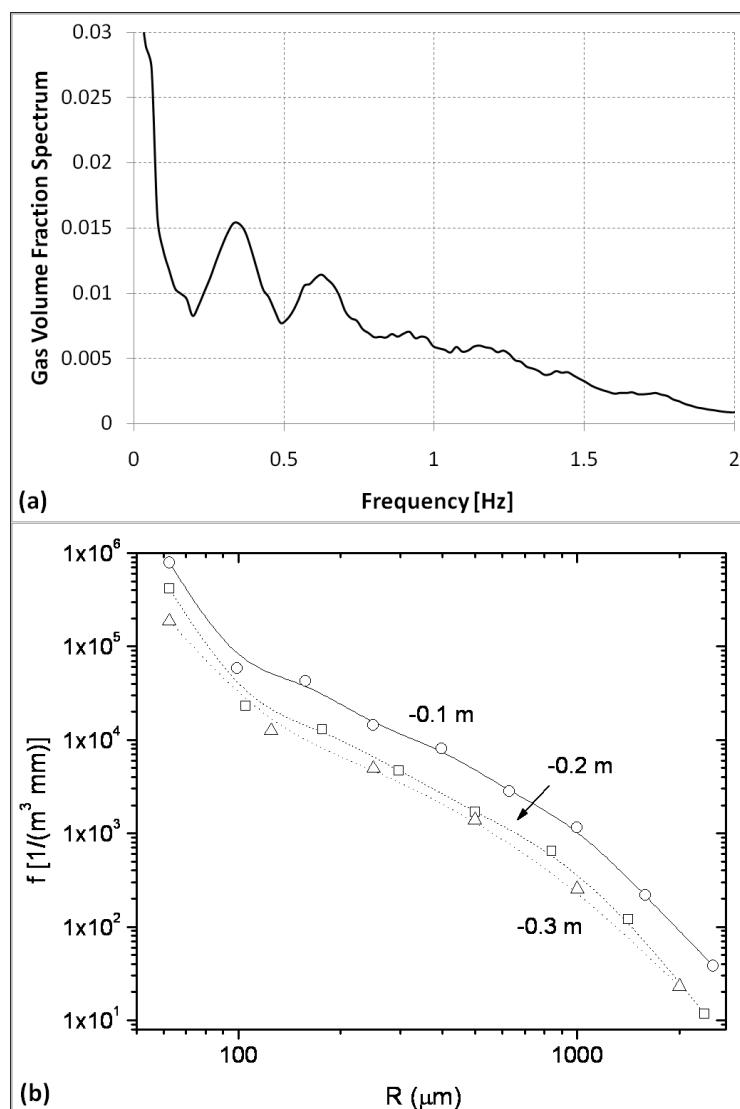 0.03
0.025
0.02
0.015
0.01
0.005
0
Gas Volume Fraction Spectrum
0 0.5 1 1.5 2
(a) Frequency [Hz]
1x10^6
1x10^5
1x10^4
1x10^3
1x10^2
1x10^1
f [1/(m^3 mm)]
-0.1 m
-0.2 m
-0.3 m
100 1000
(b) R (μm)